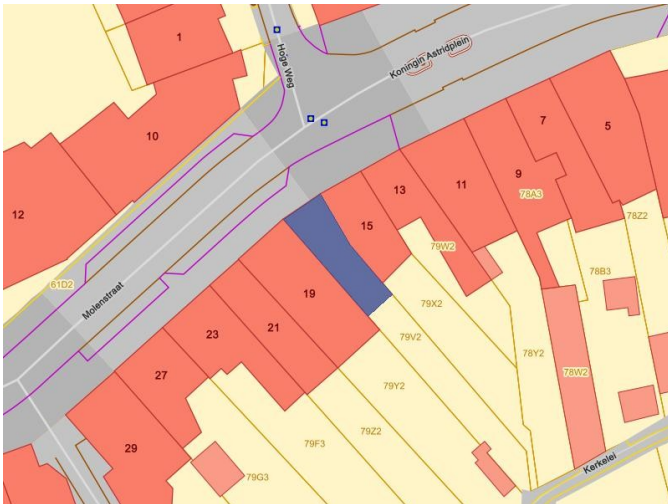 1
Hoge Weg
Koningin Astridplein
10
7
5
12
13
11
9
78A3
15
79W2
78Z2
61D2
78B3
Molenstraat
19
79X2
23
21
79V2
78Y2
27
79Y2
78W2
29
79Z2
79F3
Kerkelei
79G3